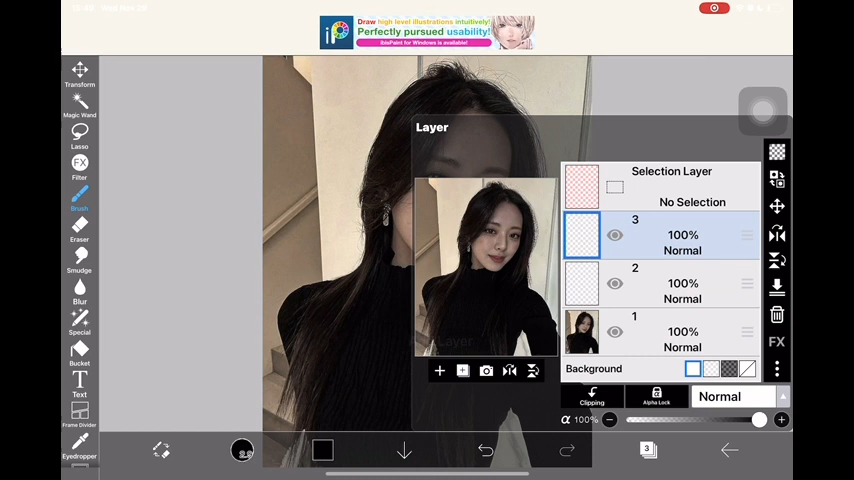 Draw high level illustrations intuitively!
Perfectly pursued usability!
ibisPaint for Windows is available!
iP
Transform
Magic Wand
Lasso
FX
Filter
Brush
Eraser
Smudge
Blur
Special
Bucket
T
Text
Frame Divider
Eyedropper
Layer
Selection Layer
No Selection
3
100%
Normal
2
100%
Normal
1
100%
Normal
Background
Clipping
Alpha Lock
Normal
α 100%
FX
Layer
3